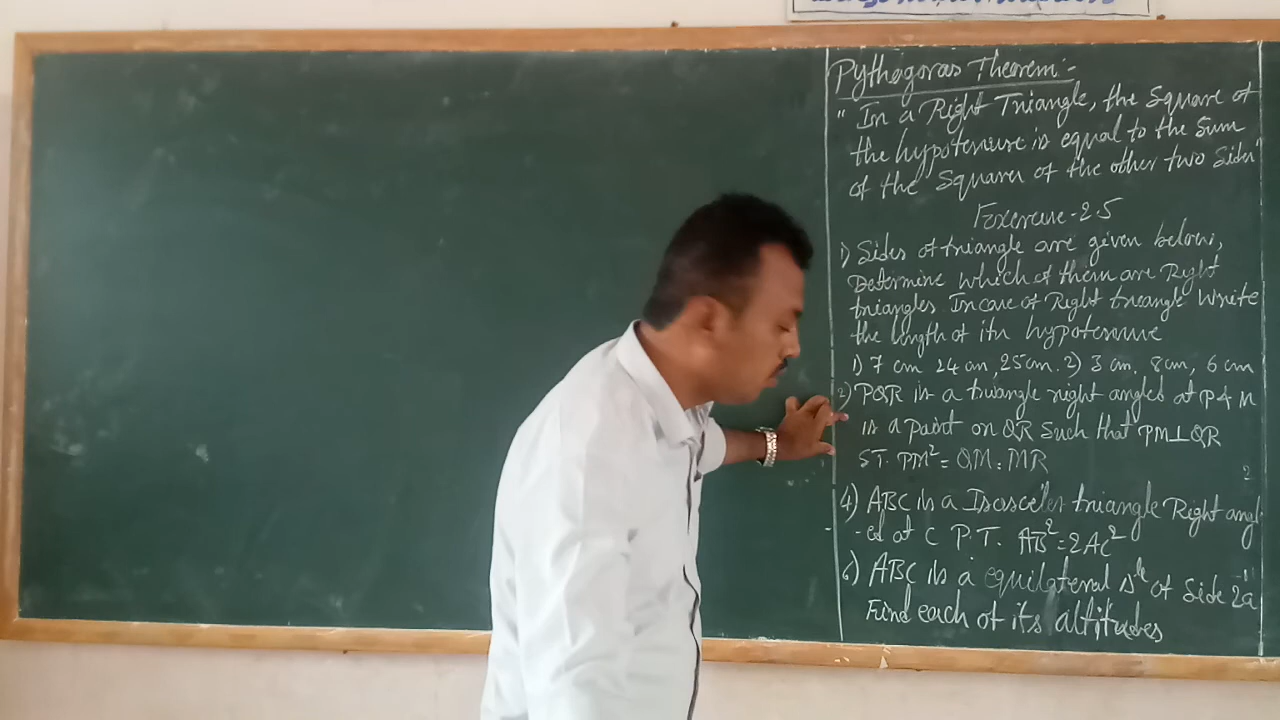 Pythagoras Theorem:-
"In a Right Triangle, the Square of
the hypotenuse is equal to the Sum
of the Squares of the other two Sides"
Exercise-2.5
1) Sides of triangle are given below,
Determine which of them are Right
triangles. In case of Right triangle Write
the length of its hypotenuse
1) 7 cm 24 cm, 25cm. 2) 3 cm, 8cm, 6 cm
2) PQR is a triangle right angled at P & M
is a point on QR Such that PM⊥QR
S.T. PM² = QM . MR
2
4) ABC is a Isosceles triangle Right angl
-ed at C P.T. AB²=2AC²
6) ABC is a equilateral Δle of Side 2a
Find each of its altitudes